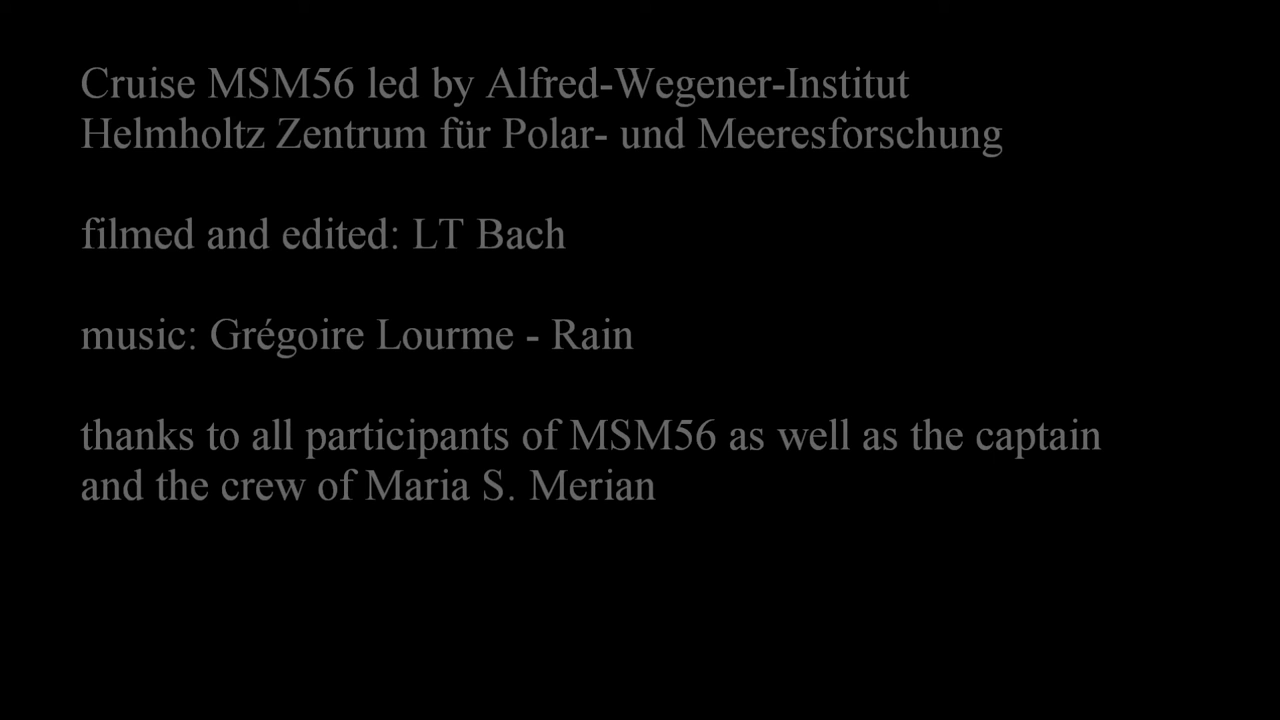 Cruise MSM56 led by Alfred-Wegener-Institut
Helmholtz Zentrum für Polar- und Meeresforschung
filmed and edited: LT Bach
music: Grégoire Lourme - Rain
thanks to all participants of MSM56 as well as the captain
and the crew of Maria S. Merian